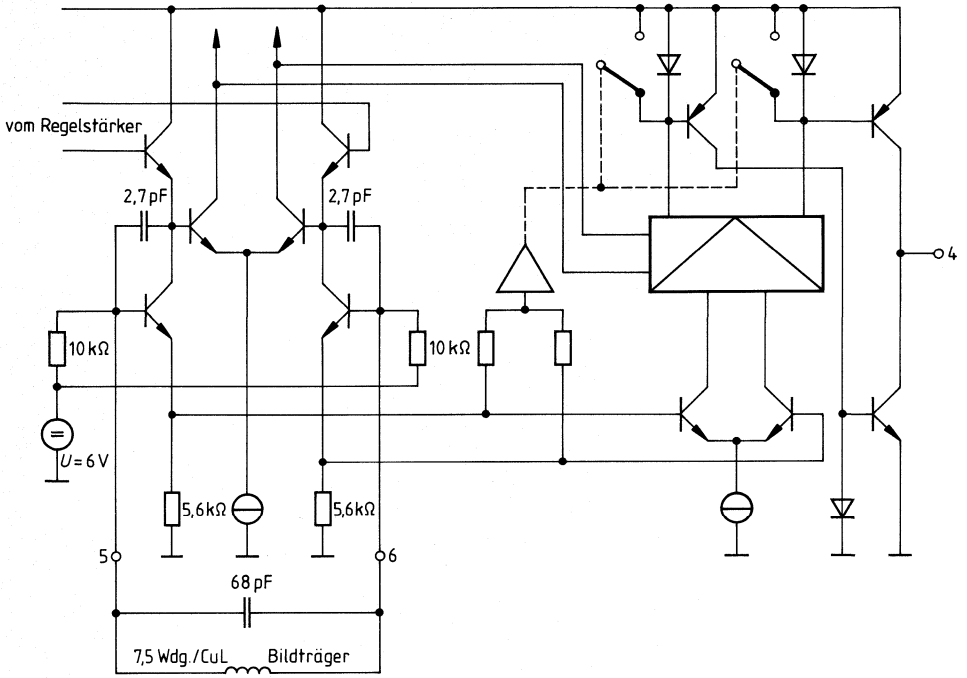 vom Regelstärker
2,7 pF
2,7 pF
4
10 kΩ
10 kΩ
U = 6 V
5,6 kΩ
5,6 kΩ
5
6
68 pF
7,5 Wdg./CuL
Bildträger